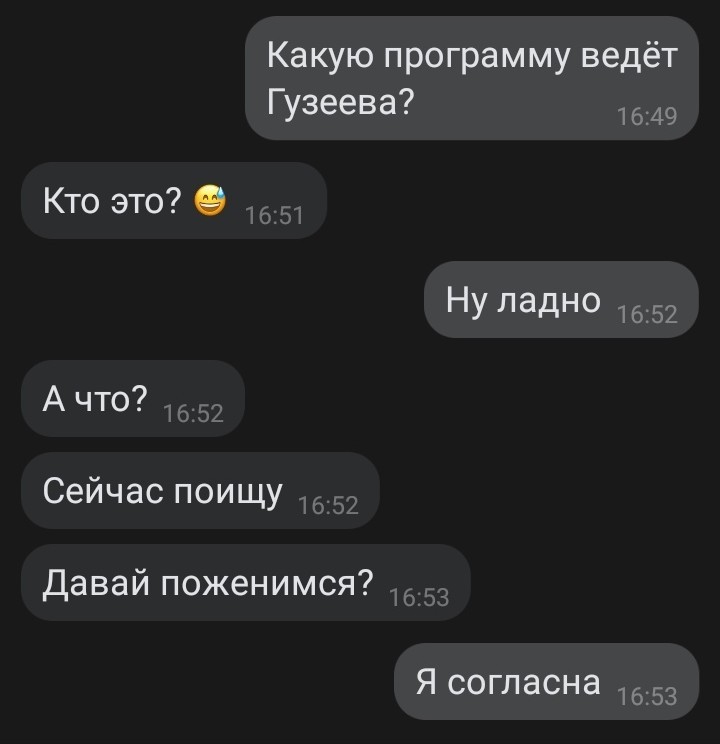 Какую программу ведёт
Гузеева? 16:49
Кто это? 😅 16:51
Ну ладно 16:52
А что? 16:52
Сейчас поищу 16:52
Давай поженимся? 16:53
Я согласна 16:53